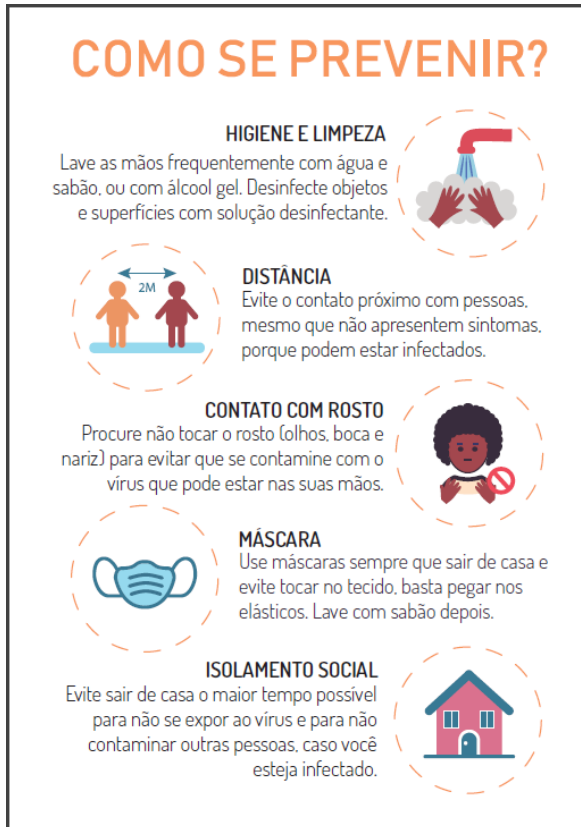 COMO SE PREVENIR?
HIGIENE E LIMPEZA
Lave as mãos frequentemente com água e
sabão, ou com álcool gel. Desinfecte objetos
e superfícies com solução desinfectante.
2M
DISTÂNCIA
Evite o contato próximo com pessoas,
mesmo que não apresentem sintomas,
porque podem estar infectados.
CONTATO COM ROSTO
Procure não tocar o rosto (olhos, boca e
nariz) para evitar que se contamine com o
vírus que pode estar nas suas mãos.
MÁSCARA
Use máscaras sempre que sair de casa e
evite tocar no tecido, basta pegar nos
elásticos. Lave com sabão depois.
ISOLAMENTO SOCIAL
Evite sair de casa o maior tempo possível
para não se expor ao vírus e para não
contaminar outras pessoas, caso você
esteja infectado.